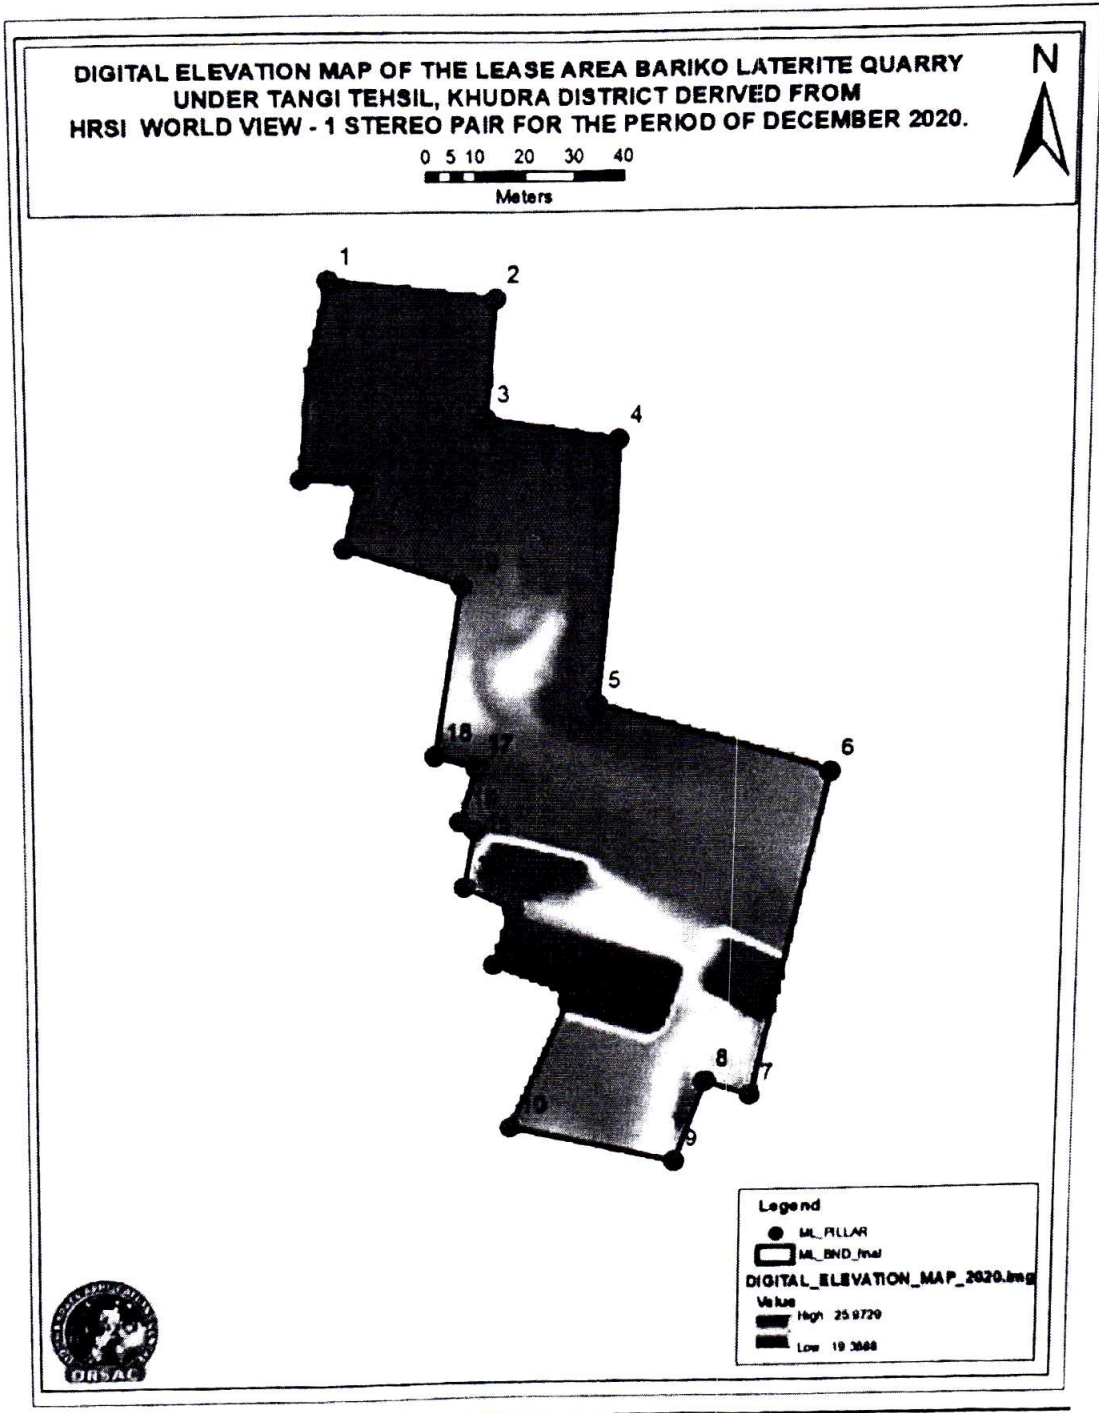 DIGITAL ELEVATION MAP OF THE LEASE AREA BARIKO LATERITE QUARRY
UNDER TANGI TEHSIL, KHUDRA DISTRICT DERIVED FROM
HRSI WORLD VIEW - 1 STEREO PAIR FOR THE PERIOD OF DECEMBER 2020.
N
0 5 10 20 30 40
Meters
1
2
3
4
5
6
18
17
8
7
10
9
Legend
ML_PILLAR
ML_BND_final
DIGITAL_ELEVATION_MAP_2020.img
Value
High 25.9729
Low
ORSAC